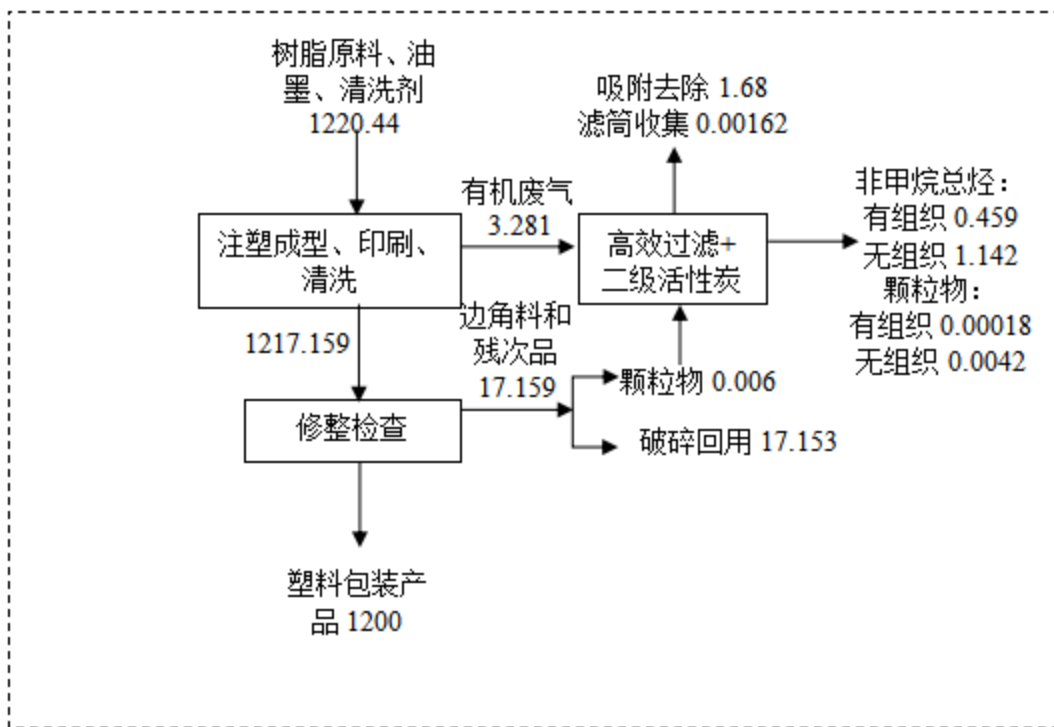 树脂原料、油
墨、清洗剂
1220.44
吸附去除 1.68
滤筒收集 0.00162
有机废气
3.281
注塑成型、印刷、
清洗
高效过滤+
二级活性炭
非甲烷总烃：
有组织 0.459
无组织 1.142
颗粒物：
有组织 0.00018
无组织 0.0042
1217.159
边角料和
残次品
17.159
颗粒物 0.006
修整检查
破碎回用 17.153
塑料包装产
品 1200